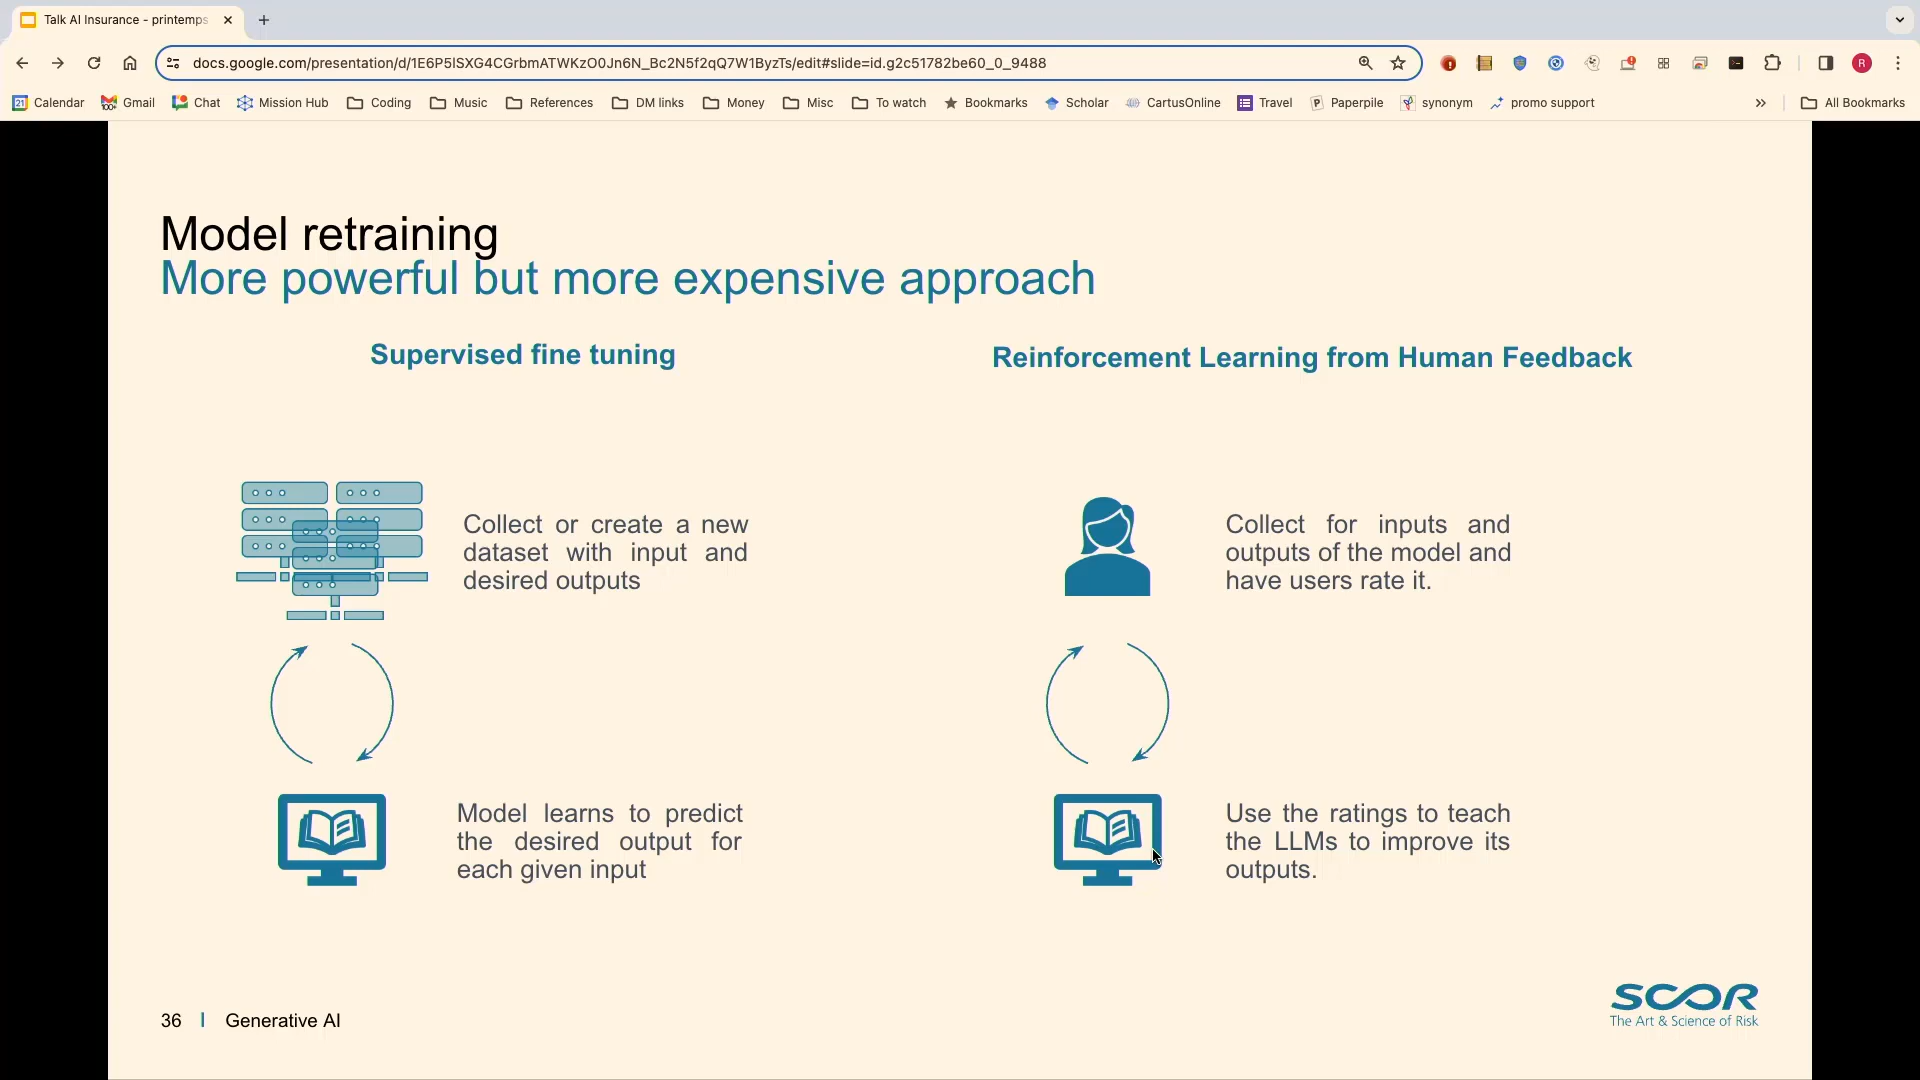 Talk AI Insurance - printemps
docs.google.com/presentation/d/1E6P5lSXG4CGrbmATWKzO0Jn6N_Bc2N5f2qQ7W1ByzTs/edit#slide=id.g2c51782be60_0_9488
R
Calendar Gmail Chat Mission Hub Coding Music References DM links Money Misc To watch Bookmarks Scholar CartusOnline Travel Paperpile synonym promo support All Bookmarks
Model retraining
More powerful but more expensive approach
Supervised fine tuning
Collect or create a new
dataset with input and
desired outputs
Model learns to predict
the desired output for
each given input
Reinforcement Learning from Human Feedback
Collect for inputs and
outputs of the model and
have users rate it.
Use the ratings to teach
the LLMs to improve its
outputs.
36 | Generative AI
SCOR
The Art & Science of Risk